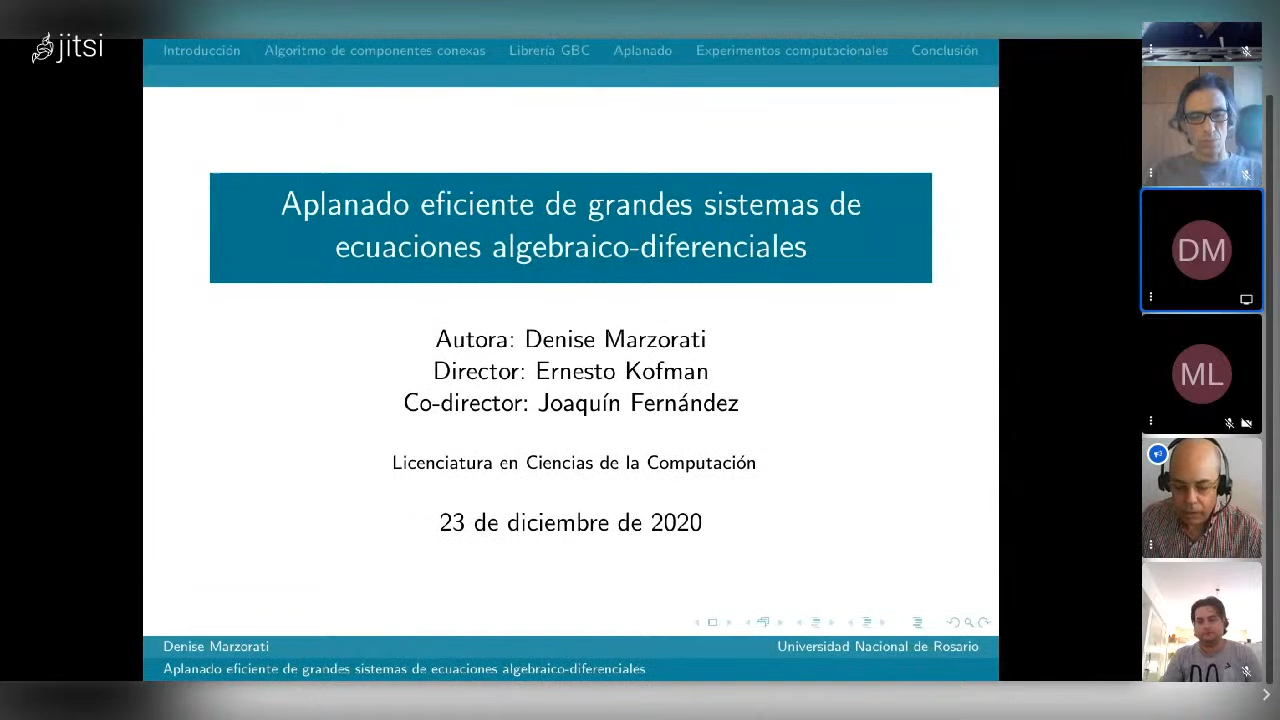 jitsi
Introducción Algoritmo de componentes conexas Librería GBC Aplanado Experimentos computacionales Conclusión
Aplanado eficiente de grandes sistemas de
ecuaciones algebraico-diferenciales
Autora: Denise Marzorati
Director: Ernesto Kofman
Co-director: Joaquín Fernández
Licenciatura en Ciencias de la Computación
23 de diciembre de 2020
Denise Marzorati Universidad Nacional de Rosario
Aplanado eficiente de grandes sistemas de ecuaciones algebraico-diferenciales
DM
ML